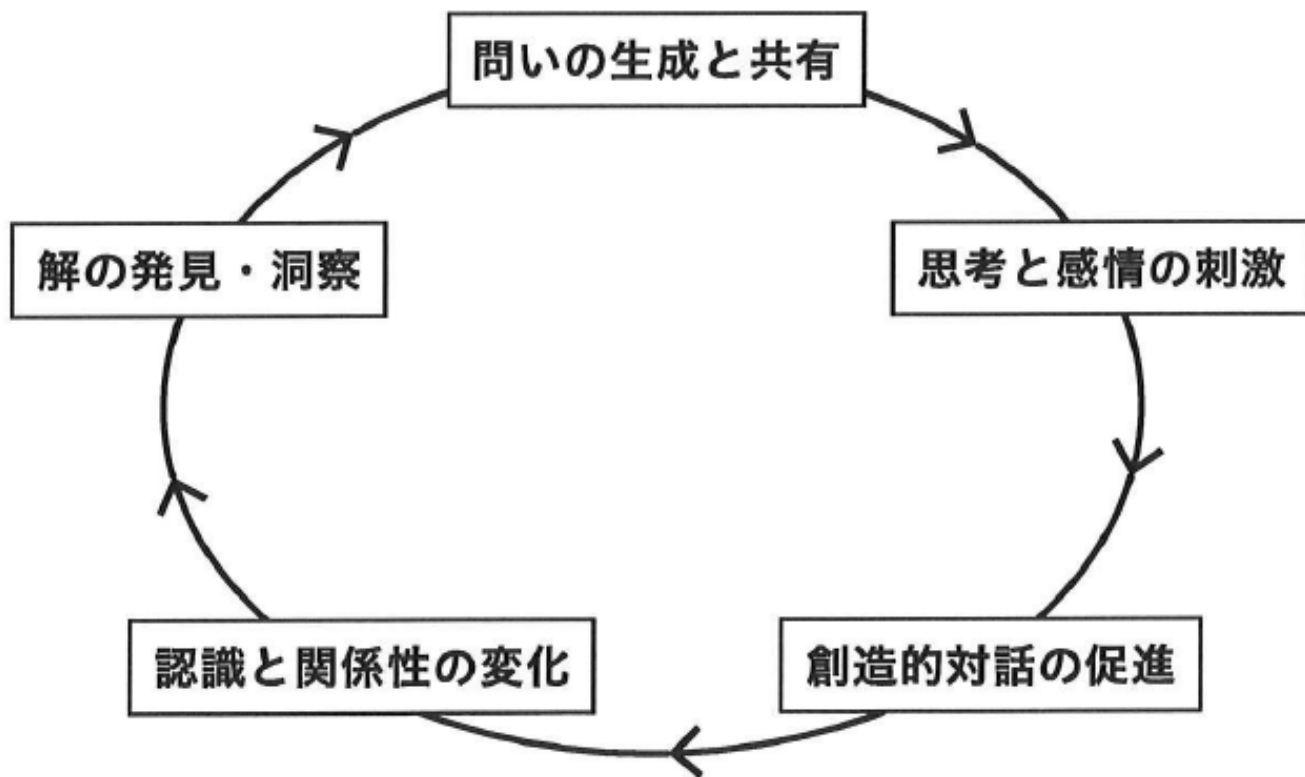 問いの生成と共有
思考と感情の刺激
創造的対話の促進
認識と関係性の変化
解の発見・洞察